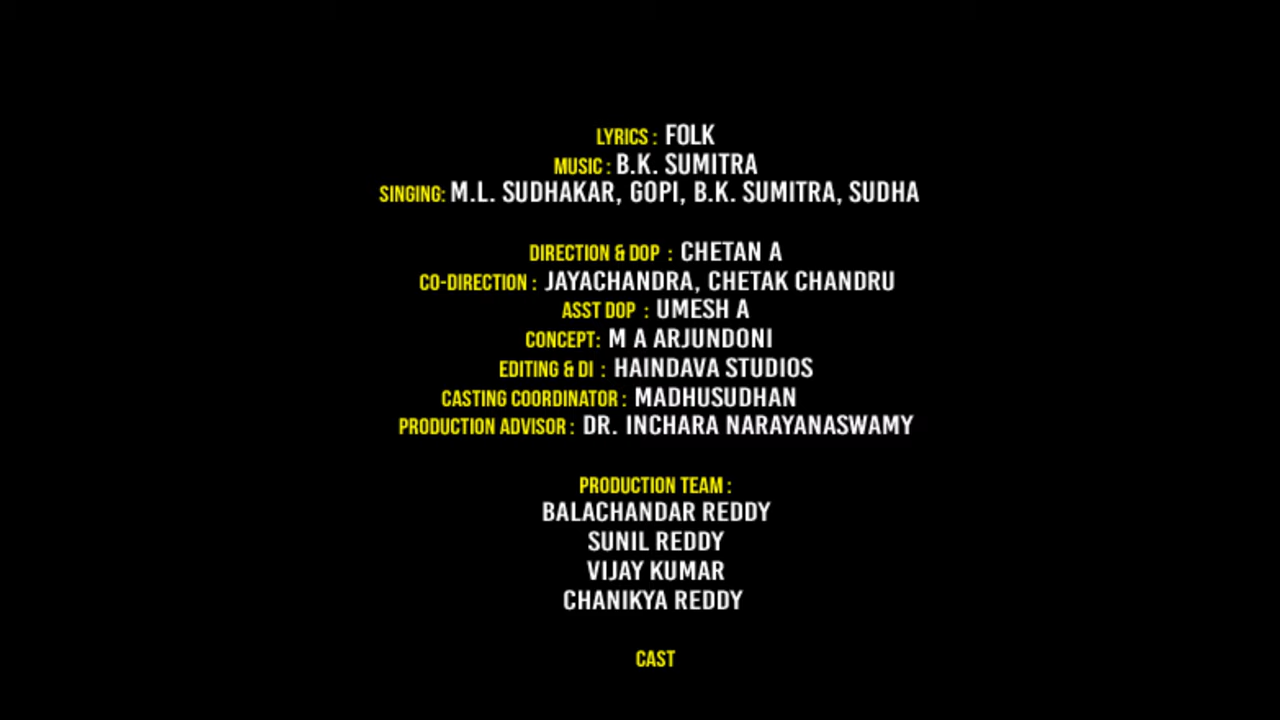 LYRICS : FOLK
MUSIC : B.K. SUMITRA
SINGING: M.L. SUDHAKAR, GOPI, B.K. SUMITRA, SUDHA
DIRECTION & DOP : CHETAN A
CO-DIRECTION : JAYACHANDRA, CHETAK CHANDRU
ASST DOP : UMESH A
CONCEPT: M A ARJUNDONI
EDITING & DI : HAINDAVA STUDIOS
CASTING COORDINATOR : MADHUSUDHAN
PRODUCTION ADVISOR : DR. INCHARA NARAYANASWAMY
PRODUCTION TEAM :
BALACHANDAR REDDY
SUNIL REDDY
VIJAY KUMAR
CHANIKYA REDDY
CAST